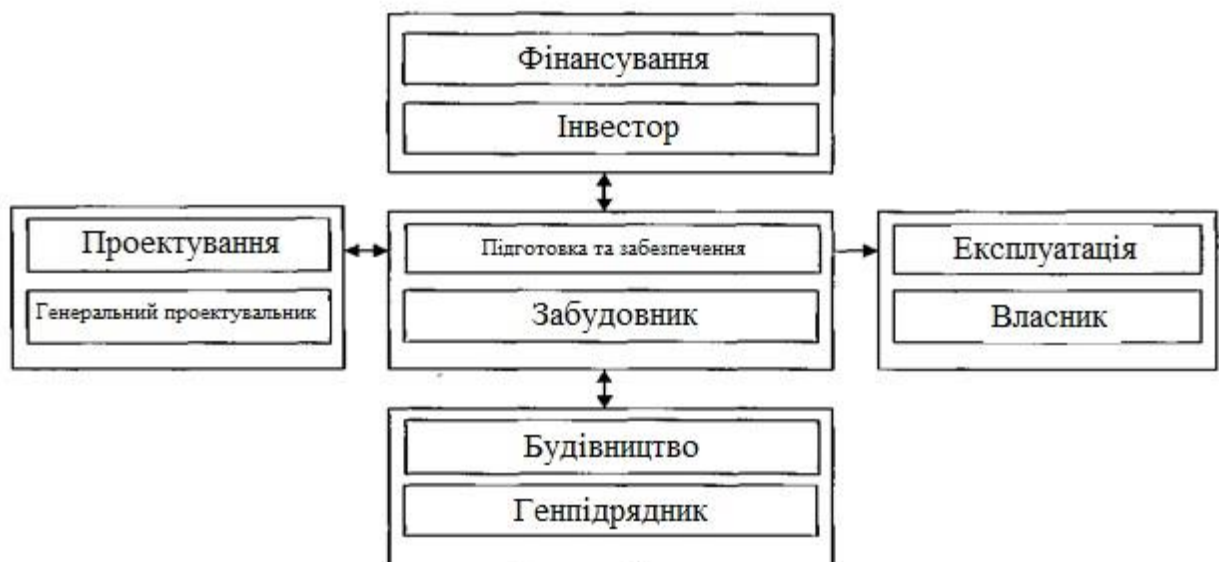 Фінансування
Інвестор
Проектування
Генеральний проектувальник
Підготовка та забезпечення
Забудовник
Експлуатація
Власник
Будівництво
Генпідрядник